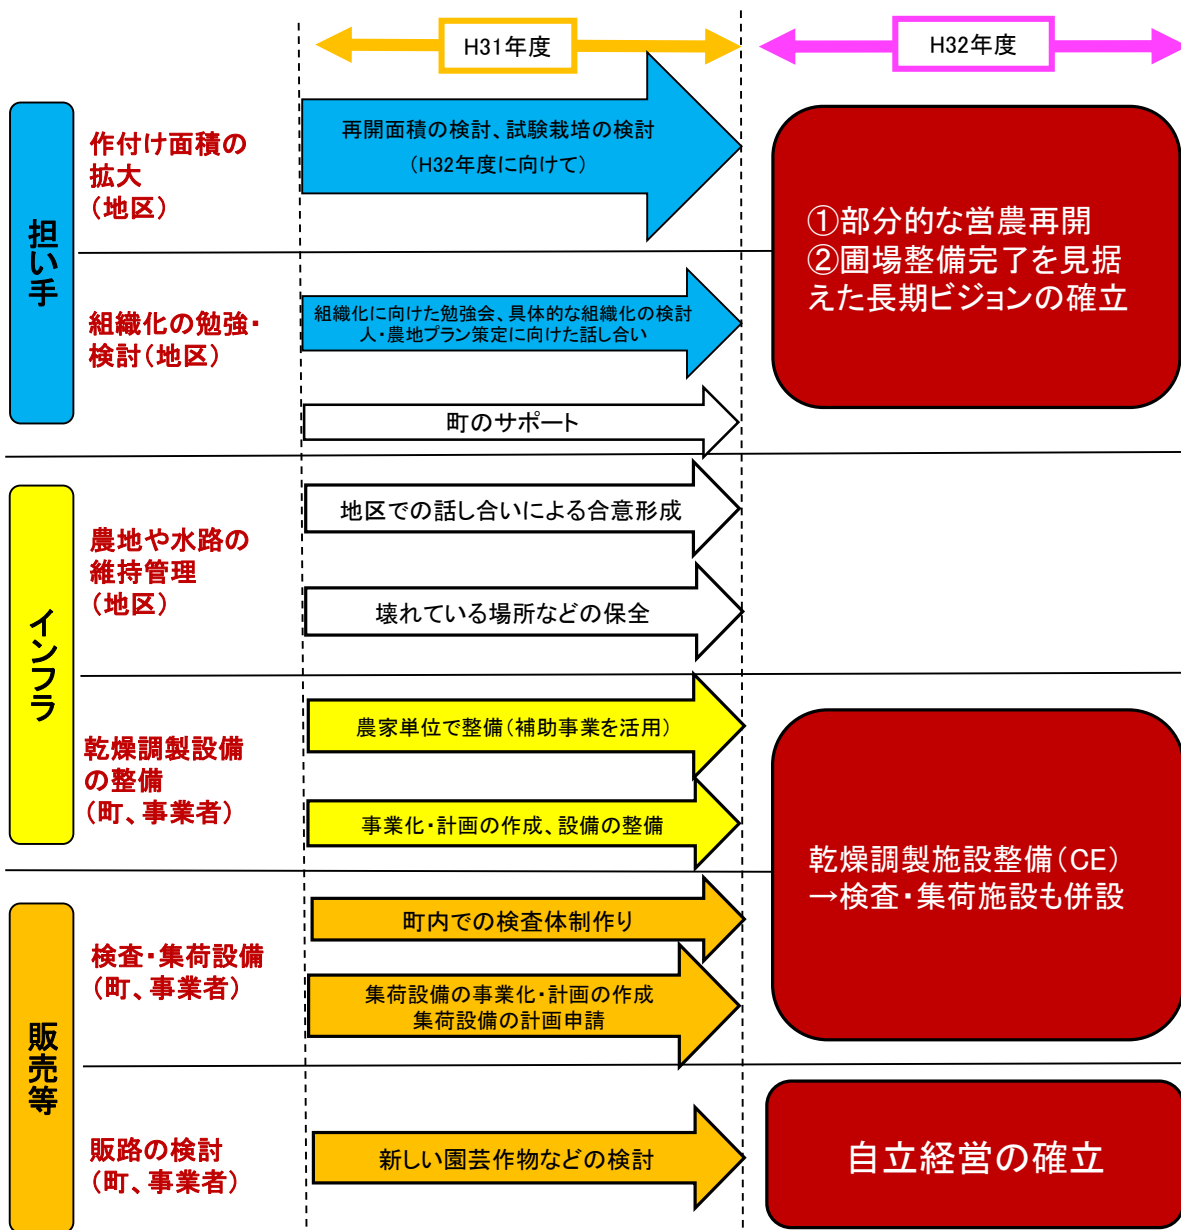 H31年度
H32年度
担い手
作付け面積の
拡大
(地区)
再開面積の検討、試験栽培の検討
(H32年度に向けて)
①部分的な営農再開
②圃場整備完了を見据
えた長期ビジョンの確立
組織化の勉強・
検討(地区)
組織化に向けた勉強会、具体的な組織化の検討
人・農地プラン策定に向けた話し合い
町のサポート
インフラ
農地や水路の
維持管理
(地区)
地区での話し合いによる合意形成
壊れている場所などの保全
乾燥調製設備
の整備
(町、事業者)
農家単位で整備(補助事業を活用)
事業化・計画の作成、設備の整備
乾燥調製施設整備(CE)
→検査・集荷施設も併設
販売等
検査・集荷設備
(町、事業者)
町内での検査体制作り
集荷設備の事業化・計画の作成
集荷設備の計画申請
販路の検討
(町、事業者)
新しい園芸作物などの検討
自立経営の確立